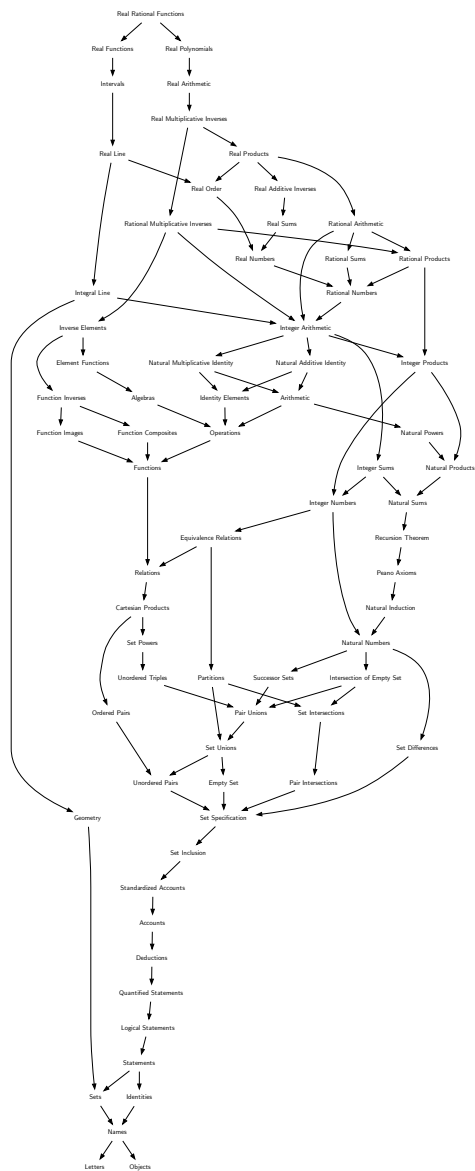 Real Rational Functions
Real Functions Real Polynomials
Intervals Real Arithmetic
Real Multiplicative Inverses
Real Line Real Products
Real Order Real Additive Inverses
Rational Multiplicative Inverses Real Sums Rational Arithmetic
Real Numbers Rational Sums Rational Products
Integral Line Rational Numbers
Inverse Elements Integer Arithmetic
Element Functions Natural Multiplicative Identity Natural Additive Identity Integer Products
Function Inverses Algebras Identity Elements Arithmetic
Function Images Function Composites Operations Natural Powers
Functions Integer Sums Natural Products
Integer Numbers Natural Sums
Equivalence Relations Recursion Theorem
Relations Peano Axioms
Cartesian Products Natural Induction
Set Powers Natural Numbers
Unordered Triples Partitions Successor Sets Intersection of Empty Set
Ordered Pairs Pair Unions Set Intersections
Set Unions Set Differences
Unordered Pairs Empty Set Pair Intersections
Geometry Set Specification
Set Inclusion
Standardized Accounts
Accounts
Deductions
Quantified Statements
Logical Statements
Statements
Sets Identities
Names
Letters Objects